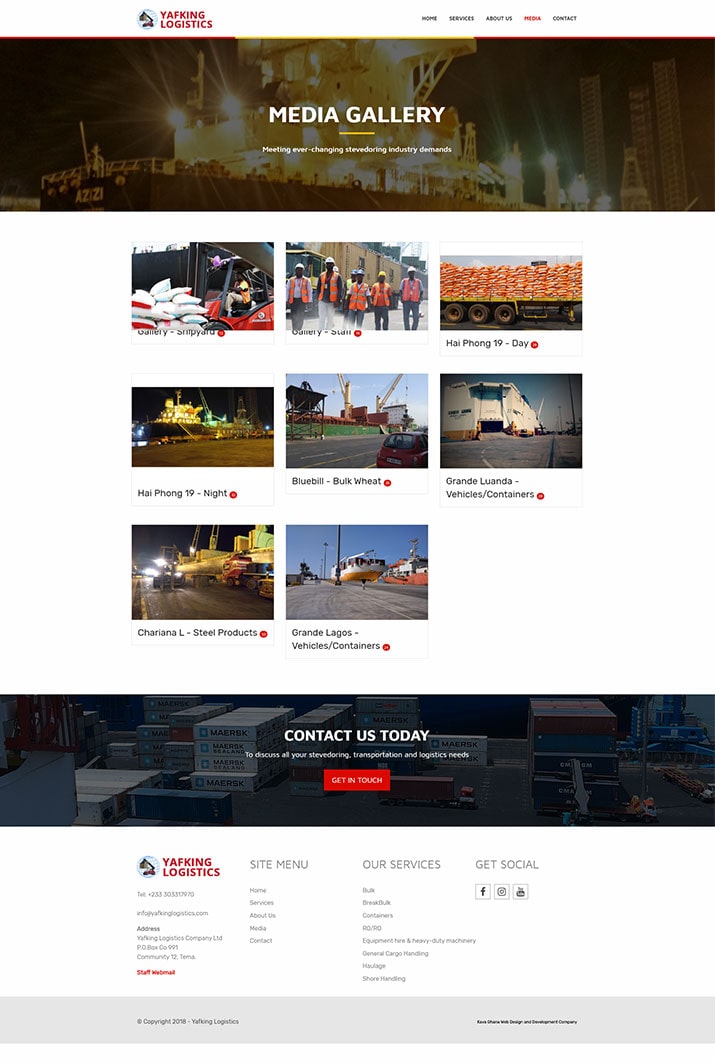 YAFKING
LOGISTICS
HOME SERVICES ABOUT US MEDIA CONTACT
AZIZI
MEDIA GALLERY
Meeting ever-changing stevedoring industry demands
Gallery - Shipyard
Gallery - Staff
Hai Phong 19 - Day
Hai Phong 19 - Night
Bluebill - Bulk Wheat
Grande Luanda -
Vehicles/Containers
Chariana L - Steel Products
Grande Lagos -
Vehicles/Containers
MAERSK
MAERSK
SEALAND
MAERSK
CONTACT US TODAY
To discuss all your stevedoring, transportation and logistics needs
GET IN TOUCH
YAFKING
LOGISTICS
Tel: +233 303317970
info@yafkinglogistics.com
Address
Yafking Logistics Company Ltd
P.O.Box Co 991
Community 12, Tema.
Staff Webmail
SITE MENU
Home
Services
About Us
Media
Contact
OUR SERVICES
Bulk
BreakBulk
Containers
RO/RO
Equipment hire & heavy-duty machinery
General Cargo Handling
Haulage
Shore Handling
GET SOCIAL
© Copyright 2018 - Yafking Logistics
Kava Ghana Web Design and Development Company